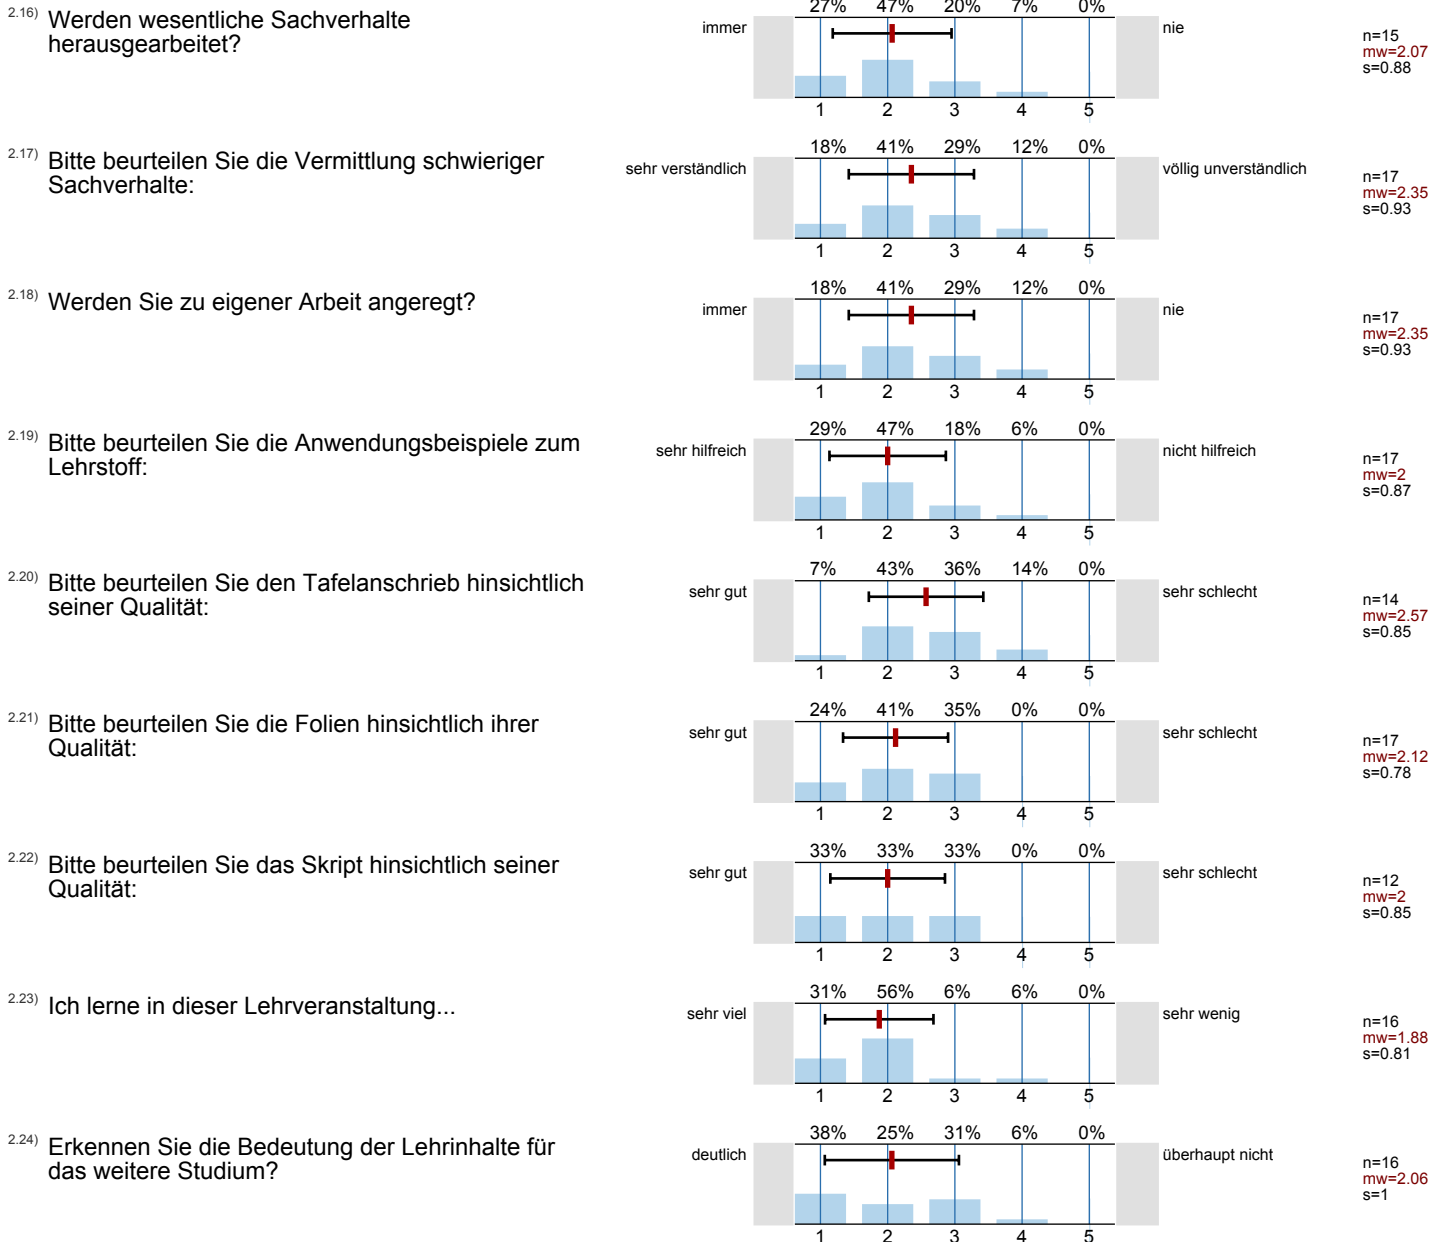 2.16) Werden wesentliche Sachverhalte
herausgearbeitet?
27% 47% 20% 7% 0%
immer nie
n=15
mw=2.07
s=0.88
1 2 3 4 5
2.17) Bitte beurteilen Sie die Vermittlung schwieriger
Sachverhalte:
18% 41% 29% 12% 0%
sehr verständlich völlig unverständlich
n=17
mw=2.35
s=0.93
1 2 3 4 5
2.18) Werden Sie zu eigener Arbeit angeregt?
18% 41% 29% 12% 0%
immer nie
n=17
mw=2.35
s=0.93
1 2 3 4 5
2.19) Bitte beurteilen Sie die Anwendungsbeispiele zum
Lehrstoff:
29% 47% 18% 6% 0%
sehr hilfreich nicht hilfreich
n=17
mw=2
s=0.87
1 2 3 4 5
2.20) Bitte beurteilen Sie den Tafelanschrieb hinsichtlich
seiner Qualität:
7% 43% 36% 14% 0%
sehr gut sehr schlecht
n=14
mw=2.57
s=0.85
1 2 3 4 5
2.21) Bitte beurteilen Sie die Folien hinsichtlich ihrer
Qualität:
24% 41% 35% 0% 0%
sehr gut sehr schlecht
n=17
mw=2.12
s=0.78
1 2 3 4 5
2.22) Bitte beurteilen Sie das Skript hinsichtlich seiner
Qualität:
33% 33% 33% 0% 0%
sehr gut sehr schlecht
n=12
mw=2
s=0.85
1 2 3 4 5
2.23) Ich lerne in dieser Lehrveranstaltung...
31% 56% 6% 6% 0%
sehr viel sehr wenig
n=16
mw=1.88
s=0.81
1 2 3 4 5
2.24) Erkennen Sie die Bedeutung der Lehrinhalte für
das weitere Studium?
38% 25% 31% 6% 0%
deutlich überhaupt nicht
n=16
mw=2.06
s=1
1 2 3 4 5